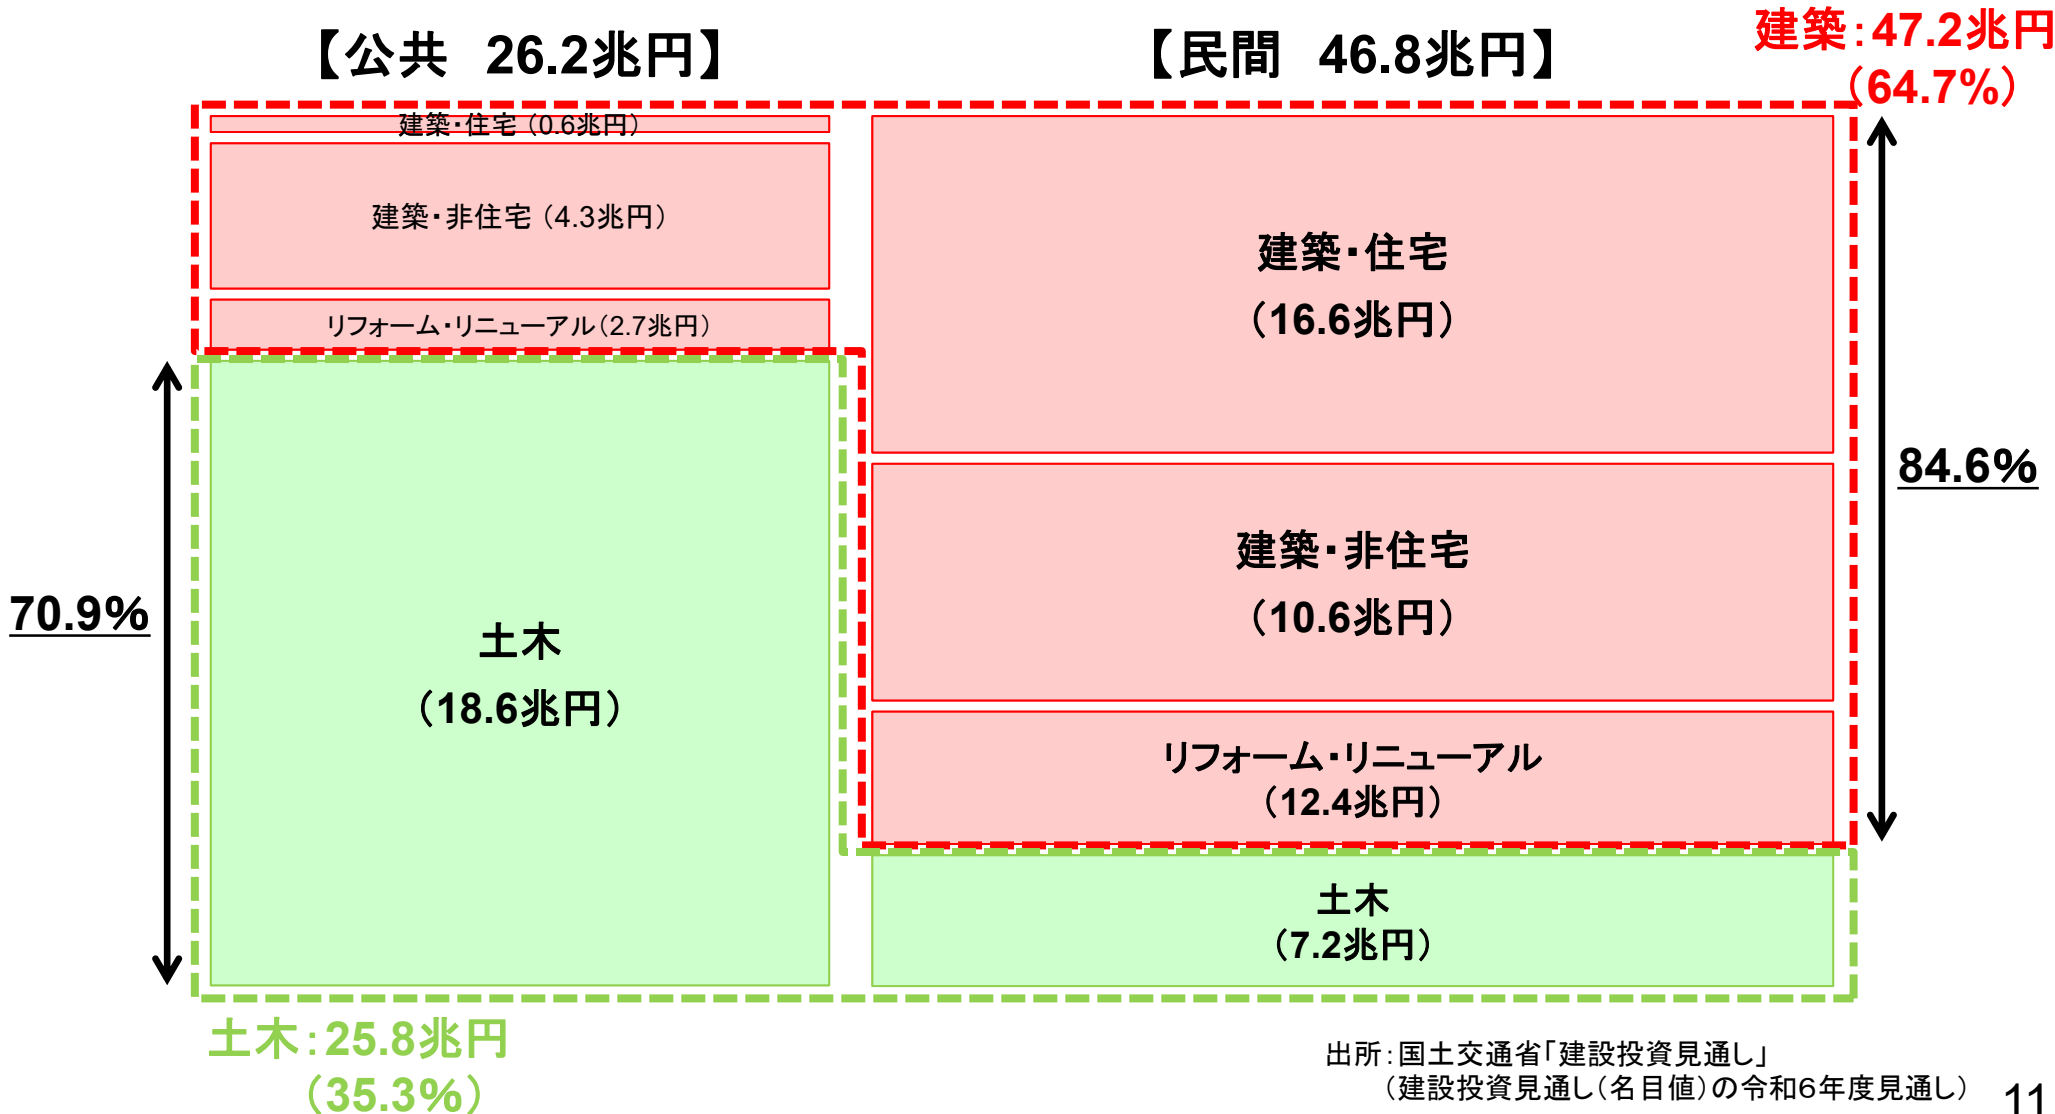 【公共　26.2兆円】
【民間　46.8兆円】
建築：47.2兆円
（64.7%）
建築・住宅（0.6兆円）
建築・非住宅（4.3兆円）
リフォーム・リニューアル（2.7兆円）
土木
（18.6兆円）
70.9%
建築・住宅
（16.6兆円）
建築・非住宅
（10.6兆円）
リフォーム・リニューアル
（12.4兆円）
土木
（7.2兆円）
84.6%
土木：25.8兆円
（35.3%）
出所：国土交通省「建設投資見通し」
（建設投資見通し（名目値）の令和６年度見通し）
11